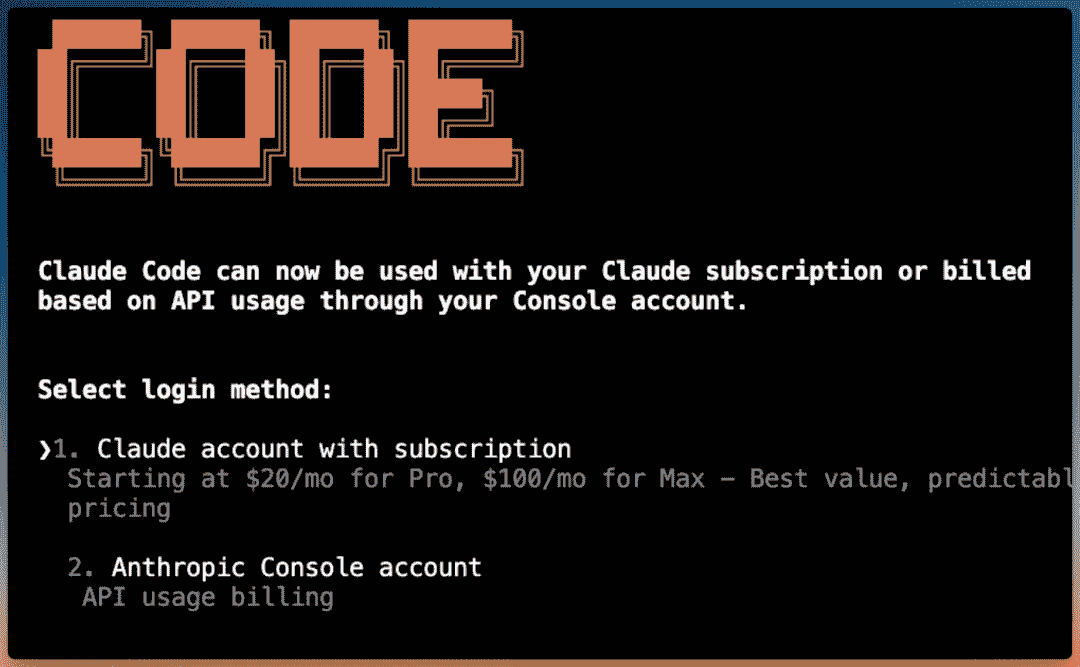 CODE
Claude Code can now be used with your Claude subscription or billed
based on API usage through your Console account.
Select login method:
❯1. Claude account with subscription
Starting at $20/mo for Pro, $100/mo for Max – Best value, predictabl
pricing
2. Anthropic Console account
API usage billing